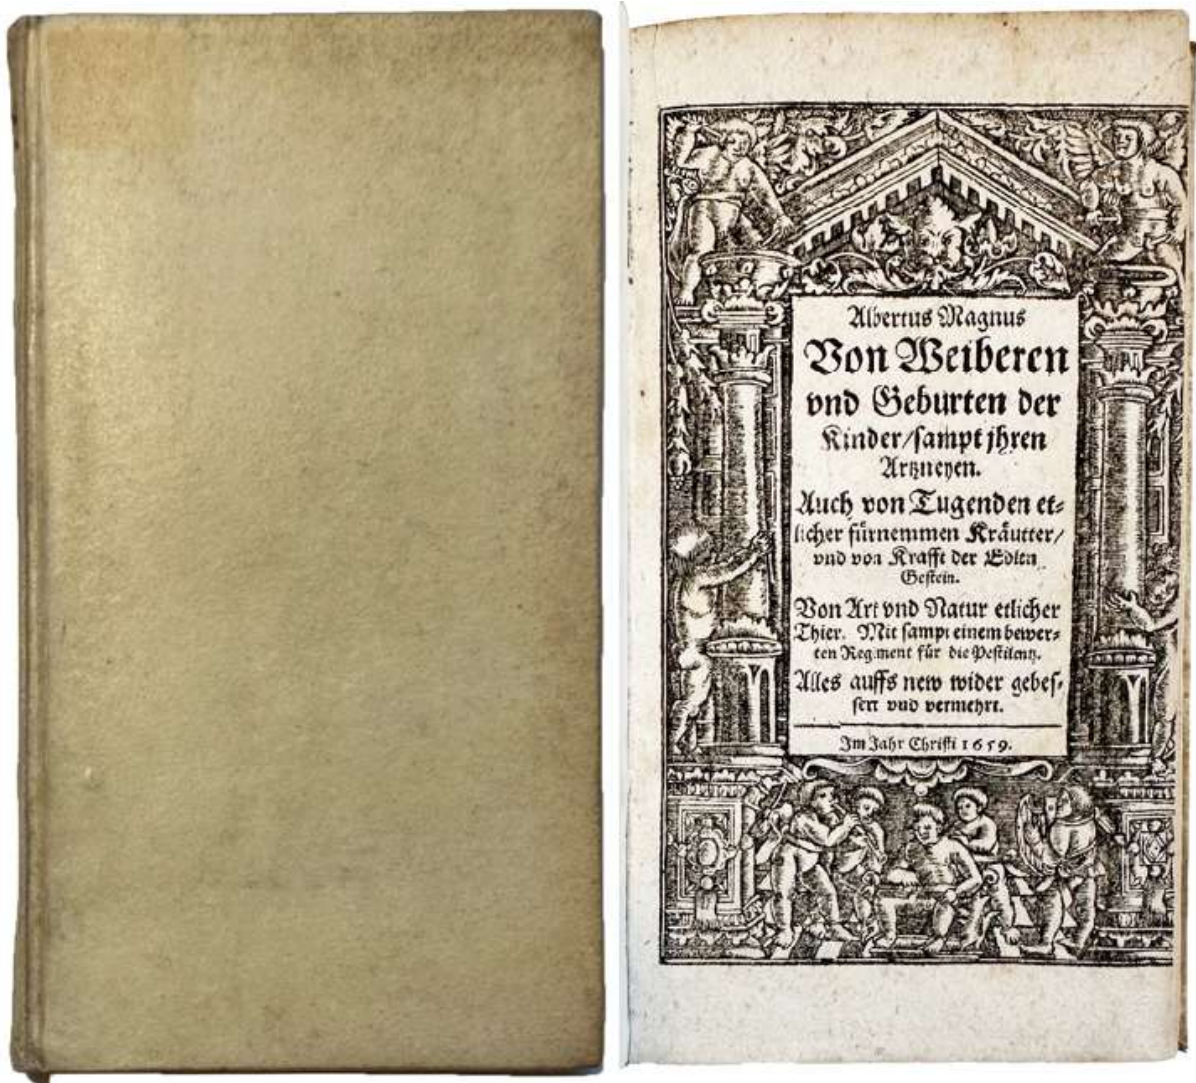 Albertus Magnus
Von Weiberen
vnd Geburten der
Kinder/sampt jhren
Artzneyen.
Auch von Tugenden et-
licher fürnemmen Kräutter/
vnd von Krafft der Edlen
Gestein.
Von Art vnd Natur etlicher
Thier. Mit sampt einem bewer-
ten Regiment für die Pestilentz.
Alles auffs new wider gebes-
sert vnd vermehrt.
Im Jahr Christi 1659.